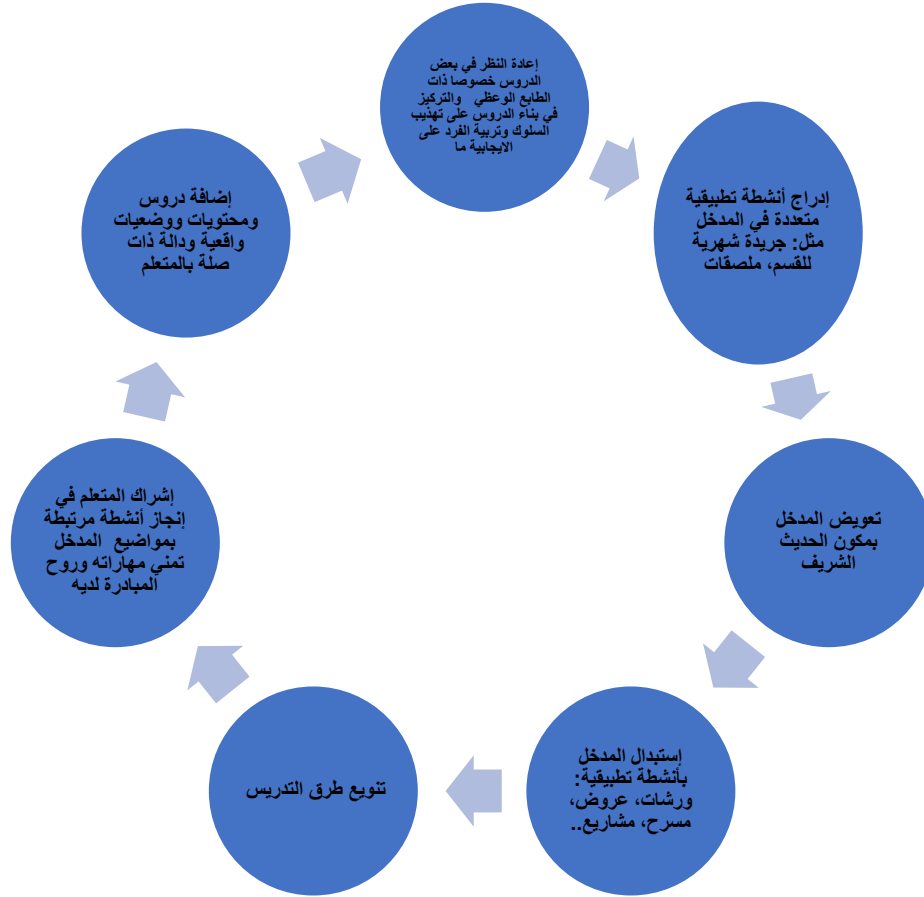 إعادة النظر في بعض
الدروس خصوصا ذات
الطابع الوعظي والتركيز
في بناء الدروس على تهذيب
السلوك وتربية الفرد على
الايجابية ما
إدراج أنشطة تطبيقية
متعددة في المدخل
مثل: جريدة شهرية
للقسم، ملصقات
تعويض المدخل
بمكون الحديث
الشريف
إستبدال المدخل
بأنشطة تطبيقية:
ورشات، عروض،
مسرح، مشاريع..
تنويع طرق التدريس
إشراك المتعلم في
إنجاز أنشطة مرتبطة
بمواضيع المدخل
تمني مهاراته وروح
المبادرة لديه
إضافة دروس
ومحتويات ووضعيات
واقعية ودالة ذات
صلة بالمتعلم